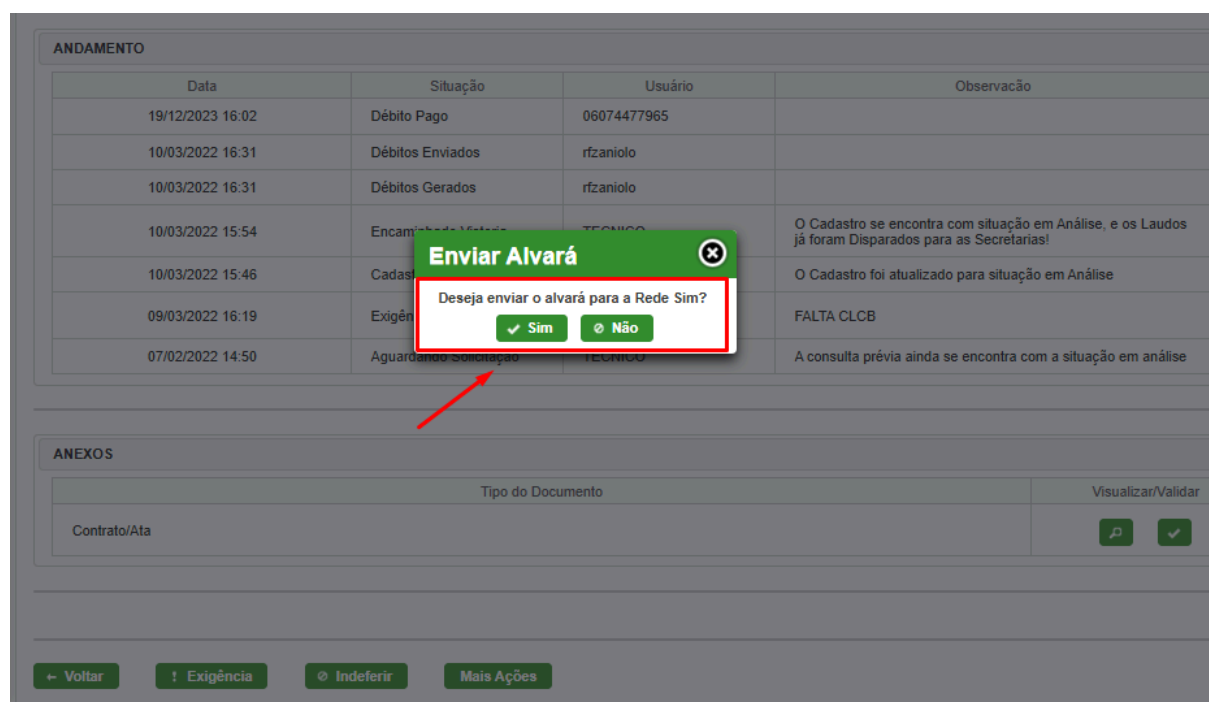 ANDAMENTO
Data Situação Usuário Observacão
19/12/2023 16:02 Débito Pago 06074477965
10/03/2022 16:31 Débitos Enviados rfzaniolo
10/03/2022 16:31 Débitos Gerados rfzaniolo
10/03/2022 15:54 TECNICO O Cadastro se encontra com situação em Análise, e os Laudos
já foram Disparados para as Secretarias!
10/03/2022 15:46 O Cadastro foi atualizado para situação em Análise
09/03/2022 16:19 FALTA CLCB
07/02/2022 14:50 Aguardando Solicitação TECNICO A consulta prévia ainda se encontra com a situação em análise
Enviar Alvará
Deseja enviar o alvará para a Rede Sim?
Sim Não
ANEXOS
Tipo do Documento Visualizar/Validar
Contrato/Ata
← Voltar ! Exigência Indeferir Mais Ações